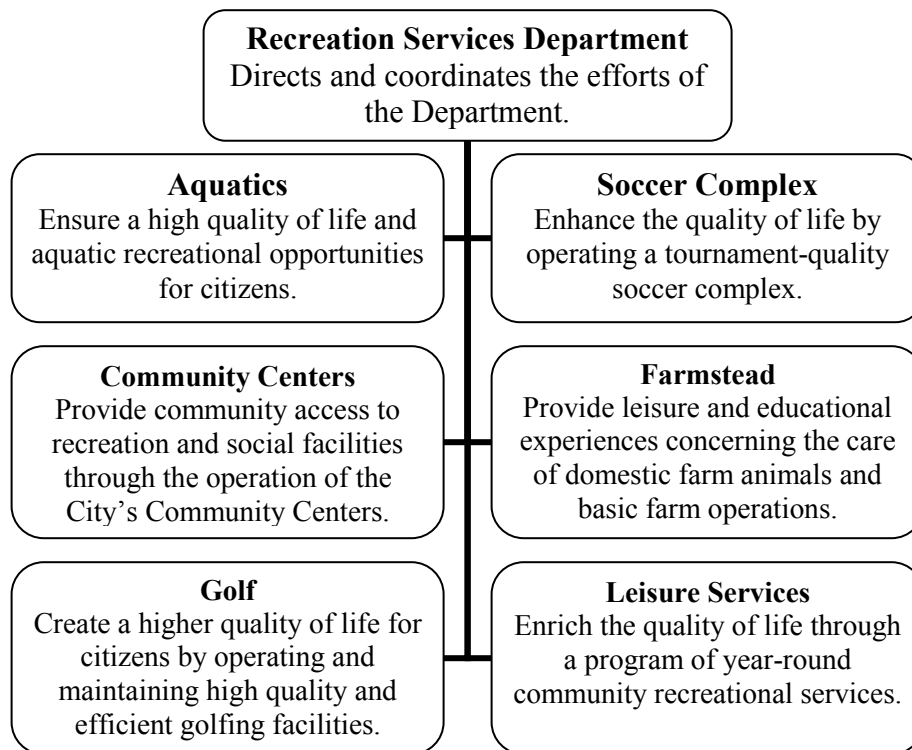 Recreation Services Department
Directs and coordinates the efforts of
the Department.
Aquatics
Ensure a high quality of life and
aquatic recreational opportunities
for citizens.
Soccer Complex
Enhance the quality of life by
operating a tournament-quality
soccer complex.
Community Centers
Provide community access to
recreation and social facilities
through the operation of the
City’s Community Centers.
Farmstead
Provide leisure and educational
experiences concerning the care
of domestic farm animals and
basic farm operations.
Golf
Create a higher quality of life for
citizens by operating and
maintaining high quality and
efficient golfing facilities.
Leisure Services
Enrich the quality of life through
a program of year-round
community recreational services.